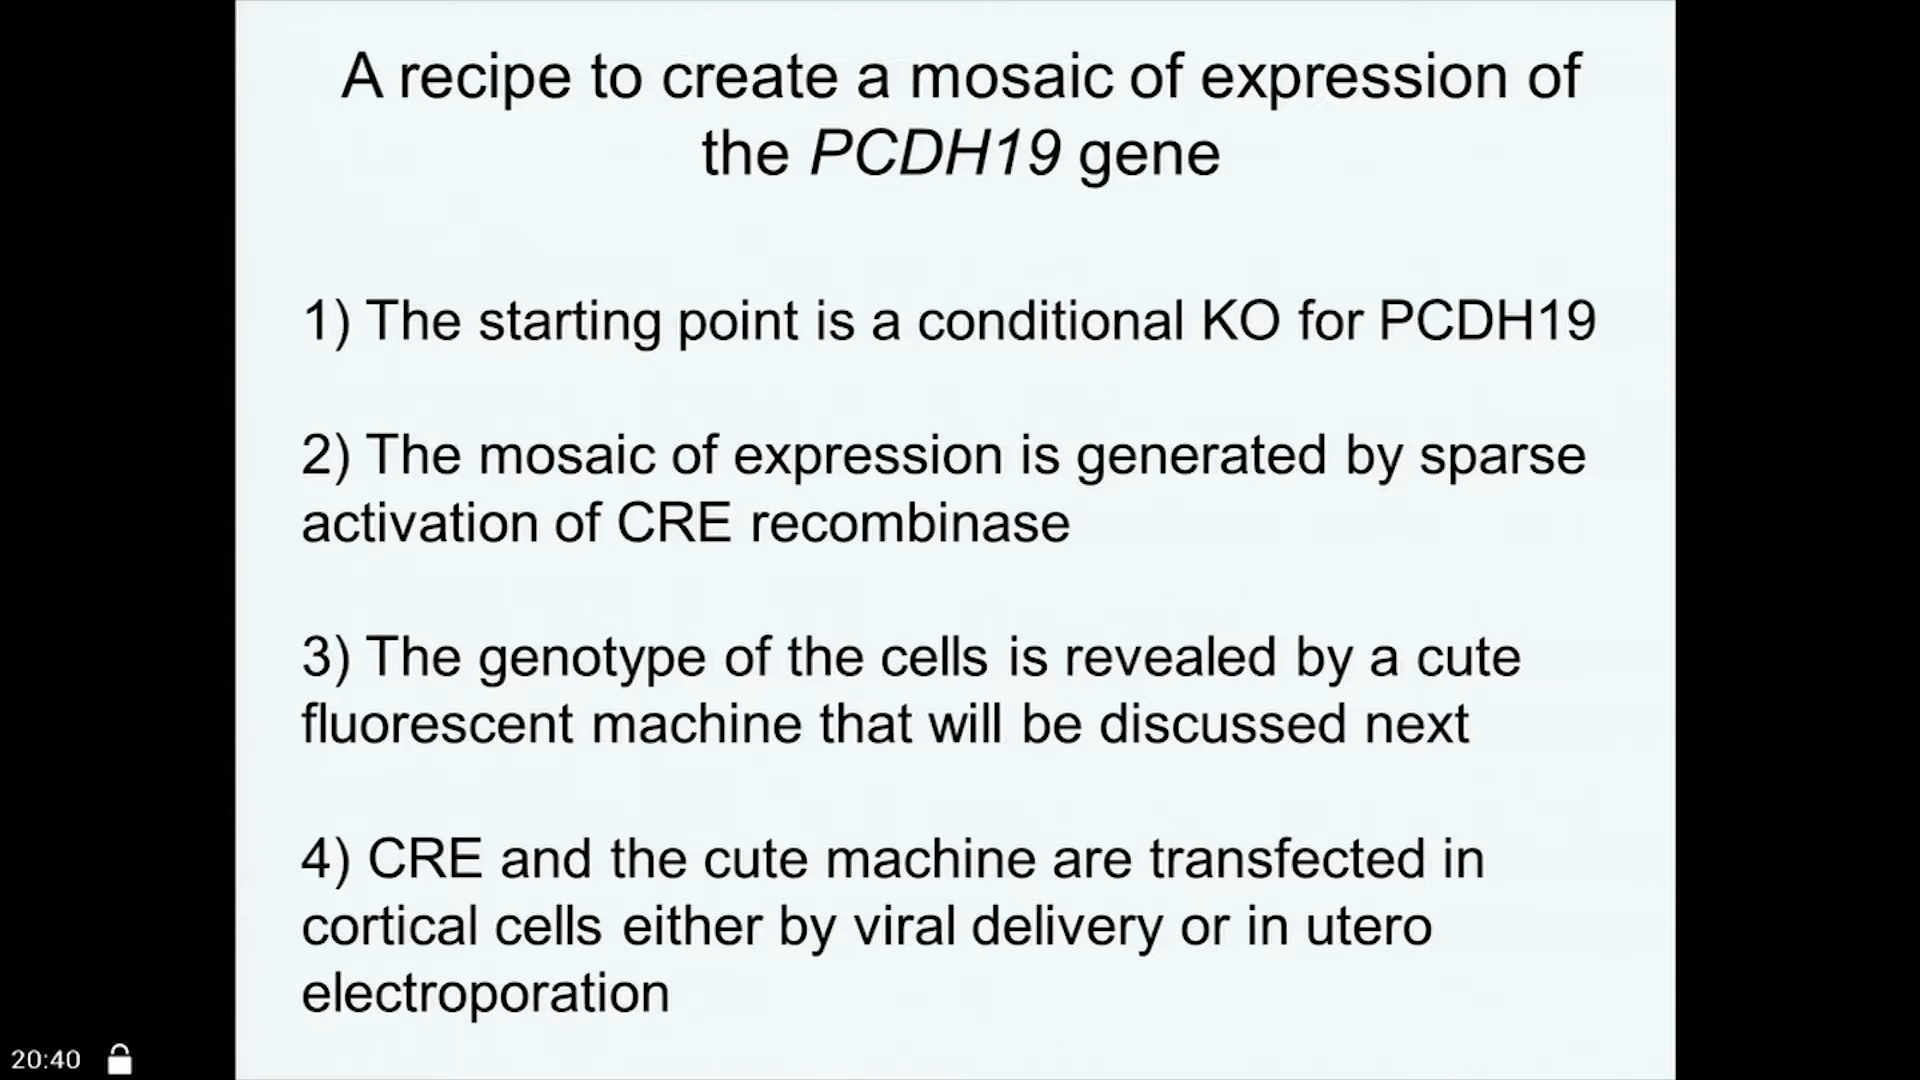 A recipe to create a mosaic of expression of
the PCDH19 gene
1) The starting point is a conditional KO for PCDH19
2) The mosaic of expression is generated by sparse
activation of CRE recombinase
3) The genotype of the cells is revealed by a cute
fluorescent machine that will be discussed next
4) CRE and the cute machine are transfected in
cortical cells either by viral delivery or in utero
electroporation
20:40